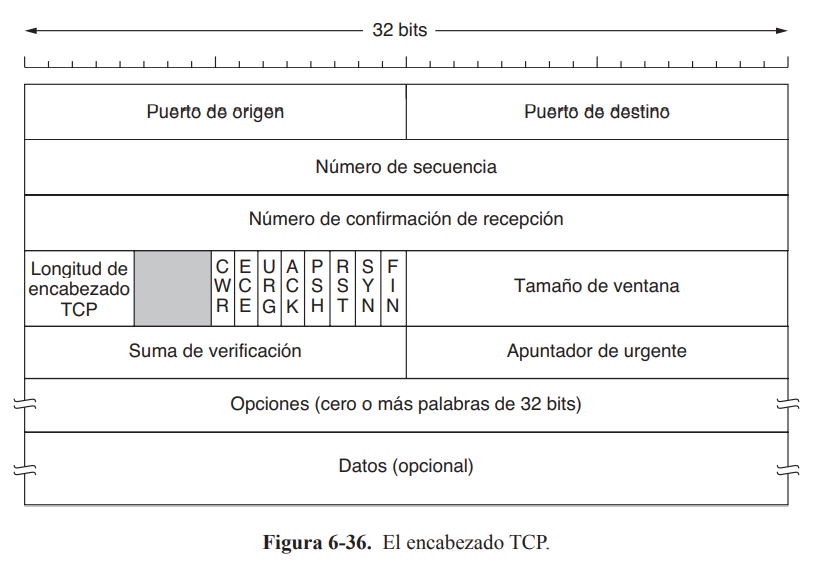 32 bits
Puerto de origen
Puerto de destino
Número de secuencia
Número de confirmación de recepción
Longitud de
encabezado
TCP
CWR
ECE
URG
ACK
PSH
RST
SYN
FIN
Tamaño de ventana
Suma de verificación
Apuntador de urgente
Opciones (cero o más palabras de 32 bits)
Datos (opcional)
Figura 6-36. El encabezado TCP.